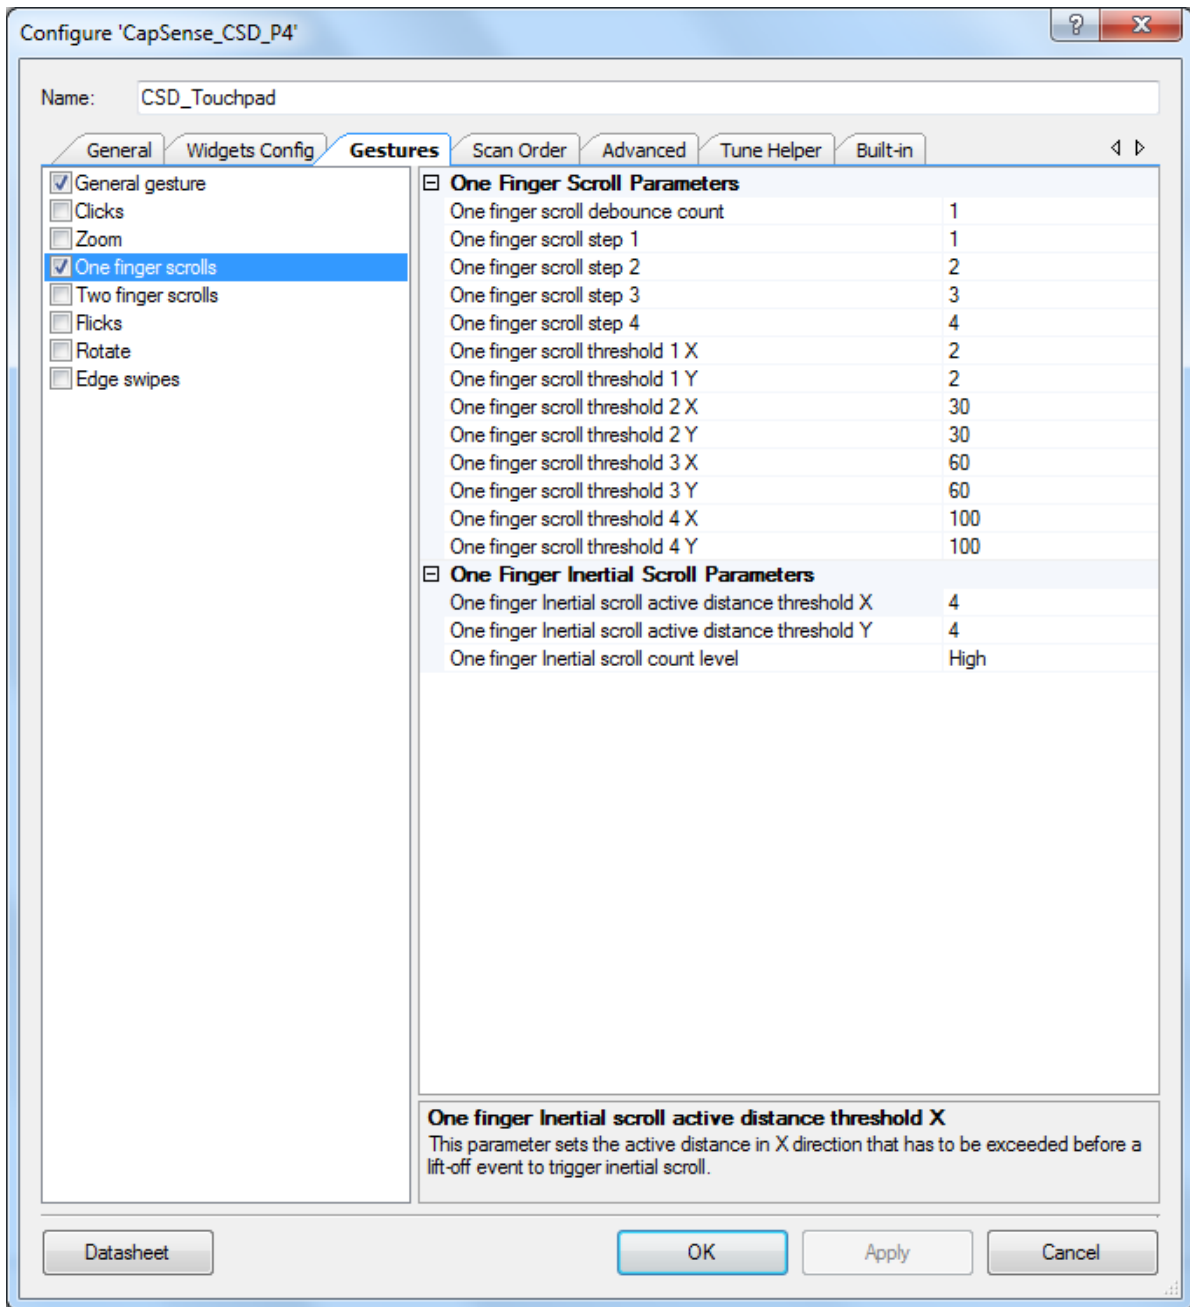 Configure 'CapSense_CSD_P4'
?
X
Name: CSD_Touchpad
General Widgets Config Gestures Scan Order Advanced Tune Helper Built-in
General gesture
Clicks
Zoom
One finger scrolls
Two finger scrolls
Flicks
Rotate
Edge swipes
One Finger Scroll Parameters
One finger scroll debounce count 1
One finger scroll step 1 1
One finger scroll step 2 2
One finger scroll step 3 3
One finger scroll step 4 4
One finger scroll threshold 1 X 2
One finger scroll threshold 1 Y 2
One finger scroll threshold 2 X 30
One finger scroll threshold 2 Y 30
One finger scroll threshold 3 X 60
One finger scroll threshold 3 Y 60
One finger scroll threshold 4 X 100
One finger scroll threshold 4 Y 100
One Finger Inertial Scroll Parameters
One finger Inertial scroll active distance threshold X 4
One finger Inertial scroll active distance threshold Y 4
One finger Inertial scroll count level High
One finger Inertial scroll active distance threshold X
This parameter sets the active distance in X direction that has to be exceeded before a
lift-off event to trigger inertial scroll.
Datasheet OK Apply Cancel